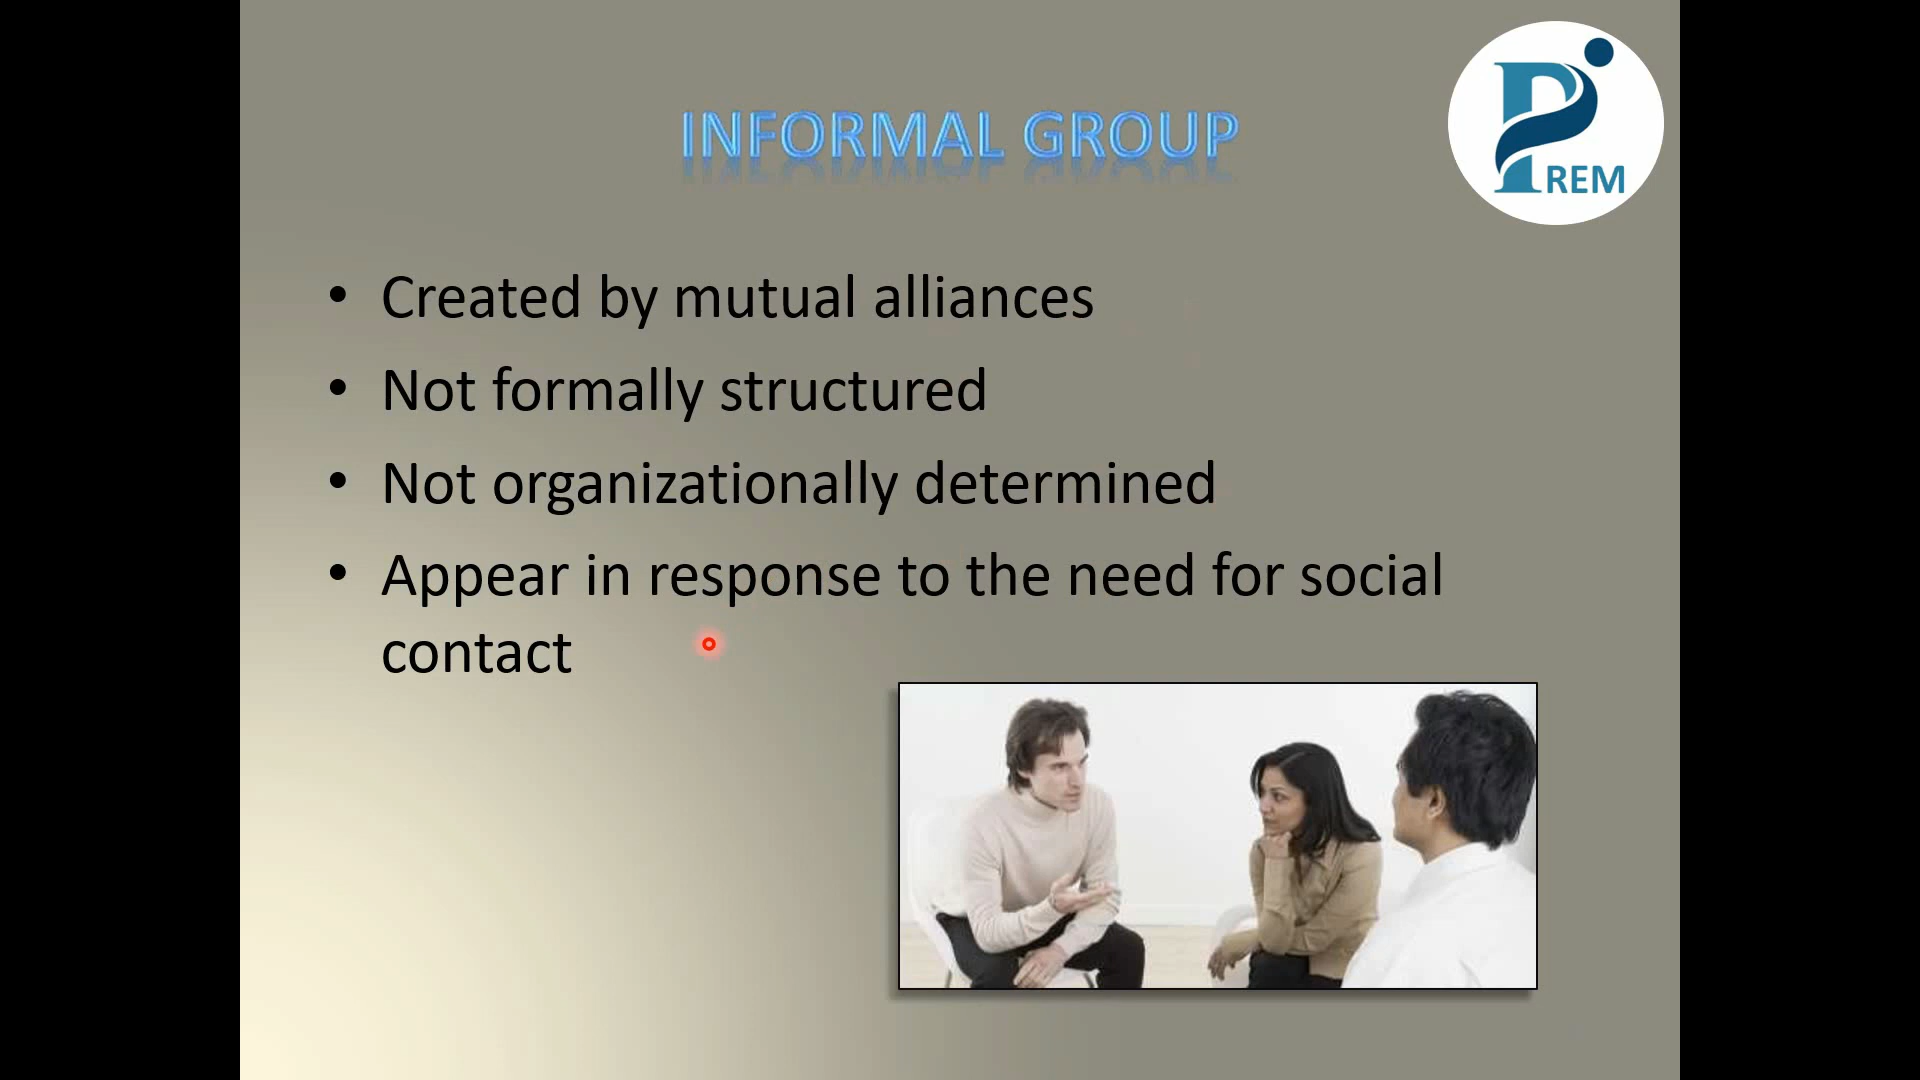 INFORMAL GROUP
PREM
• Created by mutual alliances
• Not formally structured
• Not organizationally determined
• Appear in response to the need for social
contact